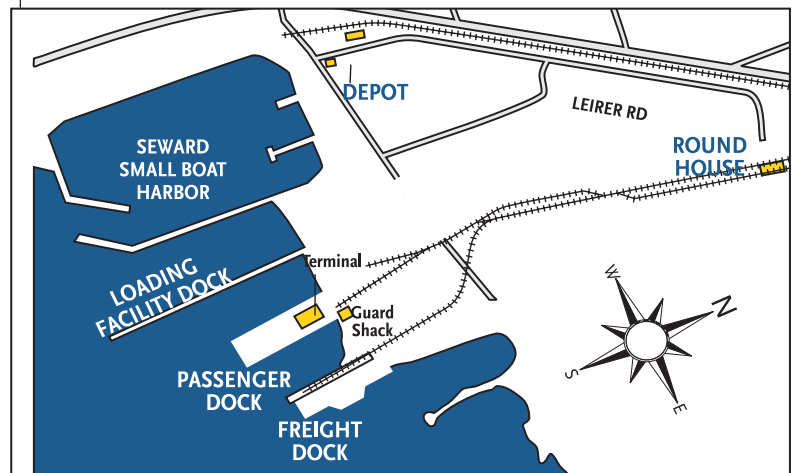 DEPOT
LEIRER RD
ROUND
HOUSE
SEWARD
SMALL BOAT
HARBOR
LOADING
FACILITY DOCK
Terminal
Guard
Shack
PASSENGER
DOCK
FREIGHT
DOCK
W
N
S
E